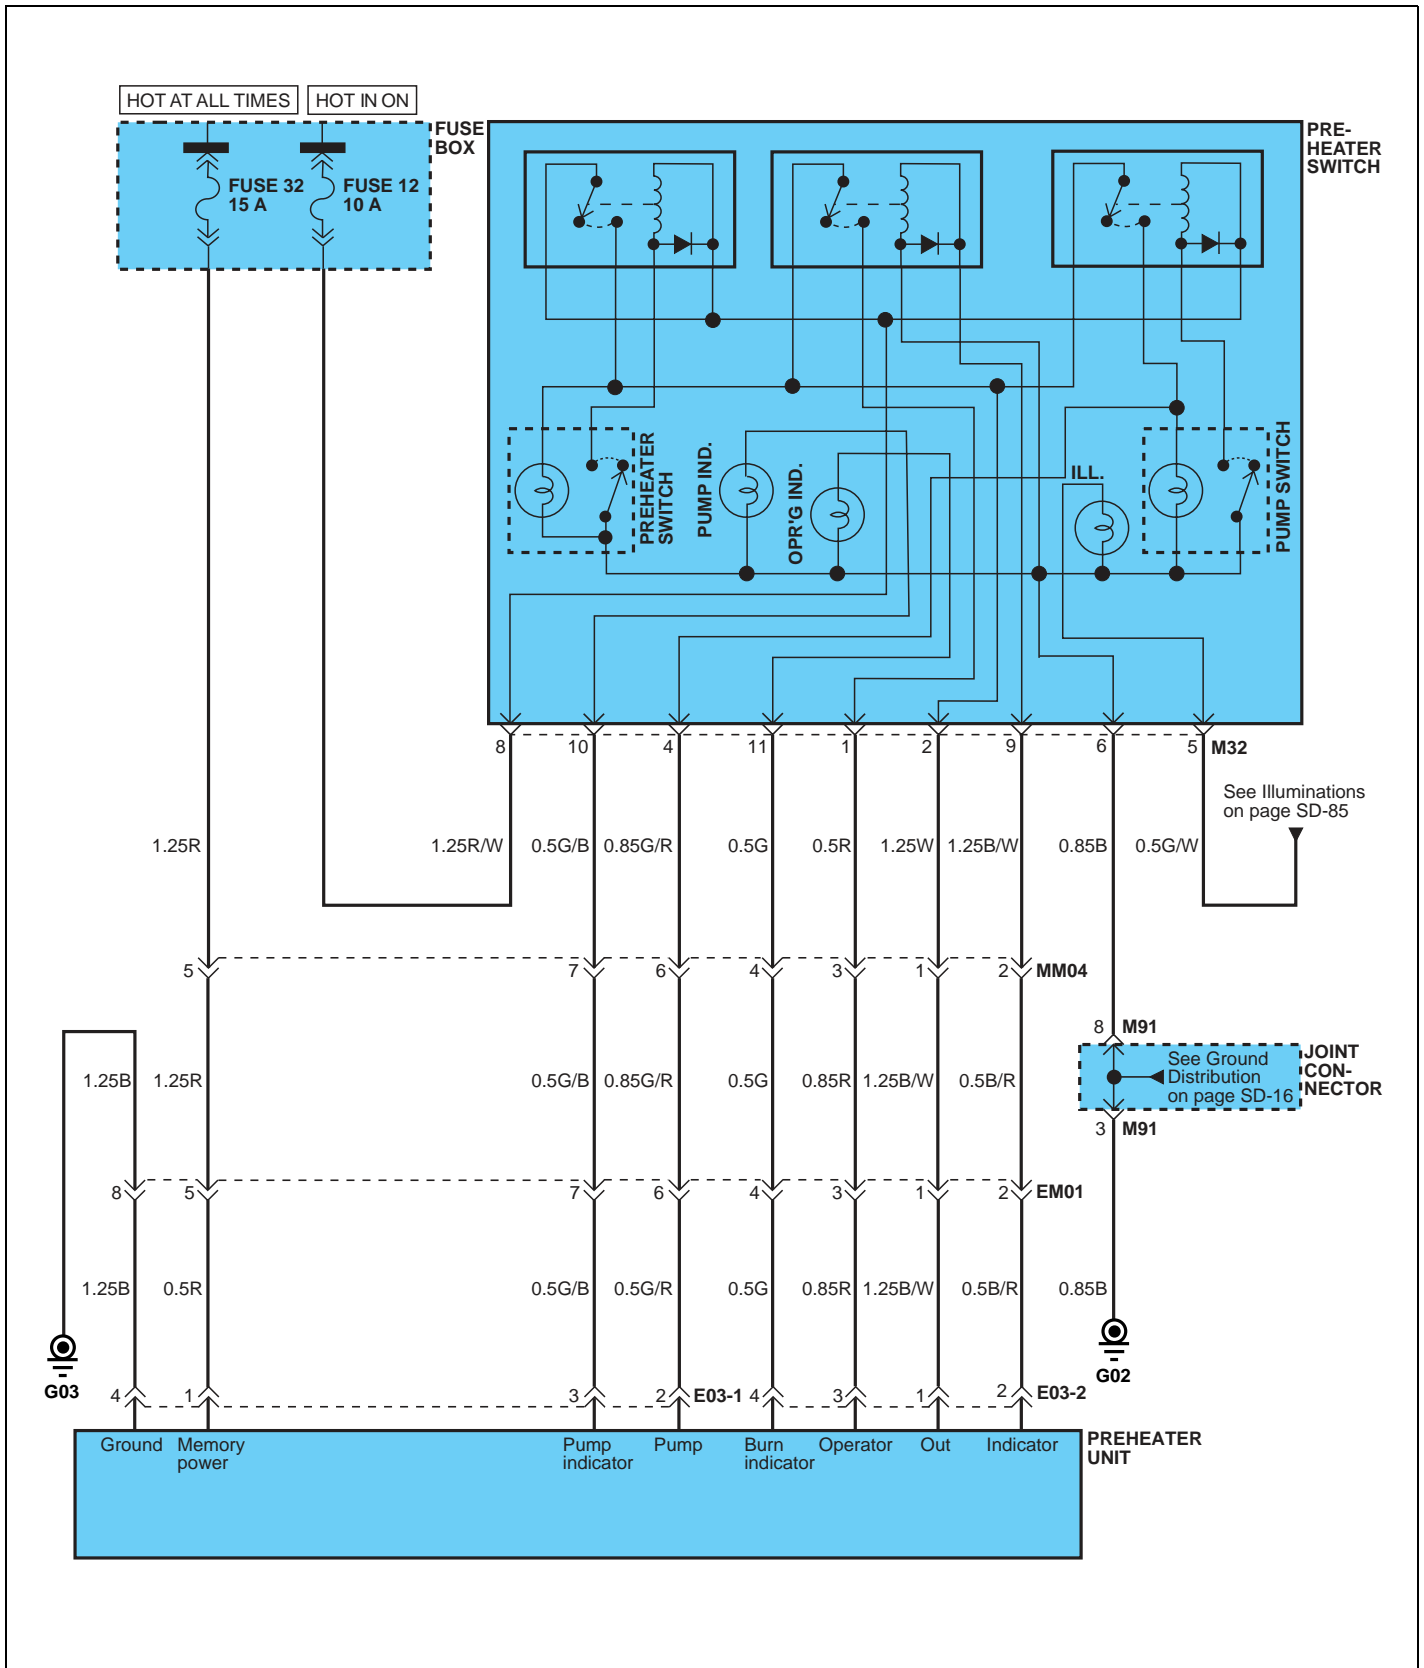 HOT AT ALL TIMES HOT IN ON
FUSE
BOX
FUSE 32
15 A
FUSE 12
10 A
PRE-
HEATER
SWITCH
PREHEATER
SWITCH
PUMP IND.
OPR'G IND.
ILL.
PUMP SWITCH
8 10 4 11 1 2 9 6 5 M32
See Illuminations
on page SD-85
1.25R 1.25R/W 0.5G/B 0.85G/R 0.5G 0.5R 1.25W 1.25B/W 0.85B 0.5G/W
5 7 6 4 3 1 2 MM04
8 M91
See Ground
Distribution
on page SD-16
JOINT
CON-
NECTOR
1.25B 1.25R 0.5G/B 0.85G/R 0.5G 0.85R 1.25B/W 0.5B/R
3 M91
8 5 7 6 4 3 1 2 EM01
1.25B 0.5R 0.5G/B 0.5G/R 0.5G 0.85R 1.25B/W 0.5B/R 0.85B
G03
G02
4 1 3 2 E03-1 4 3 1 2 E03-2
Ground
Memory
power
Pump
indicator
Pump
Burn
indicator
Operator
Out
Indicator
PREHEATER
UNIT